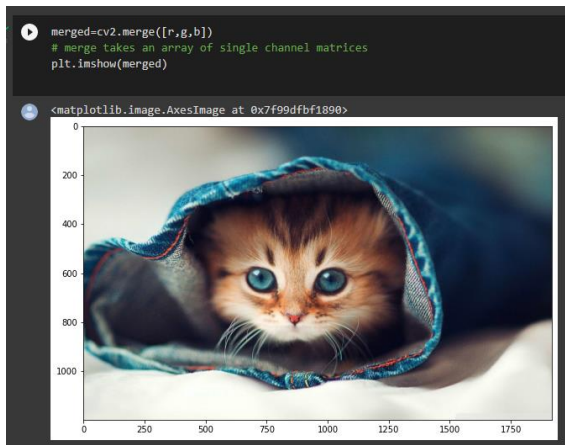 merged=cv2.merge([r,g,b])
# merge takes an array of single channel matrices
plt.imshow(merged)
<matplotlib.image.AxesImage at 0x7f99dfbf1890>
0
200
400
600
800
1000
0 250 500 750 1000 1250 1500 1750